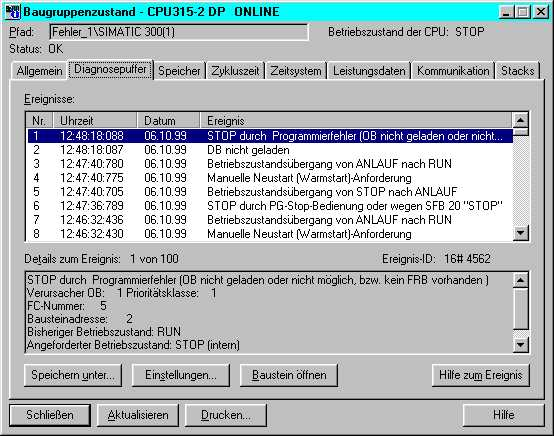 Baugruppenzustand - CPU315-2 DP ONLINE
Pfad: Fehler_1\SIMATIC 300(1) Betriebszustand der CPU: STOP
Status: OK
Allgemein Diagnosepuffer Speicher Zykluszeit Zeitsystem Leistungsdaten Kommunikation Stacks
Ereignisse:
Nr. Uhrzeit Datum Ereignis
1 12:48:18:088 06.10.99 STOP durch Programmierfehler (OB nicht geladen oder nicht...
2 12:48:18:087 06.10.99 DB nicht geladen
3 12:47:40:780 06.10.99 Betriebszustandsübergang von ANLAUF nach RUN
4 12:47:40:775 06.10.99 Manuelle Neustart (Warmstart)-Anforderung
5 12:47:40:705 06.10.99 Betriebszustandsübergang von STOP nach ANLAUF
6 12:47:36:789 06.10.99 STOP durch PG-Stop-Bedienung oder wegen SFB 20 "STOP"
7 12:46:32:436 06.10.99 Betriebszustandsübergang von ANLAUF nach RUN
8 12:46:32:430 06.10.99 Manuelle Neustart (Warmstart)-Anforderung
Details zum Ereignis: 1 von 100 Ereignis-ID: 16# 4562
STOP durch Programmierfehler (OB nicht geladen oder nicht möglich, bzw. kein FRB vorhanden )
Verursacher OB: 1 Prioritätsklasse: 1
FC-Nummer: 5
Bausteinadresse: 2
Bisheriger Betriebszustand: RUN
Angeforderter Betriebszustand: STOP (intern)
Speichern unter... Einstellungen... Baustein öffnen Hilfe zum Ereignis
Schließen Aktualisieren Drucken... Hilfe